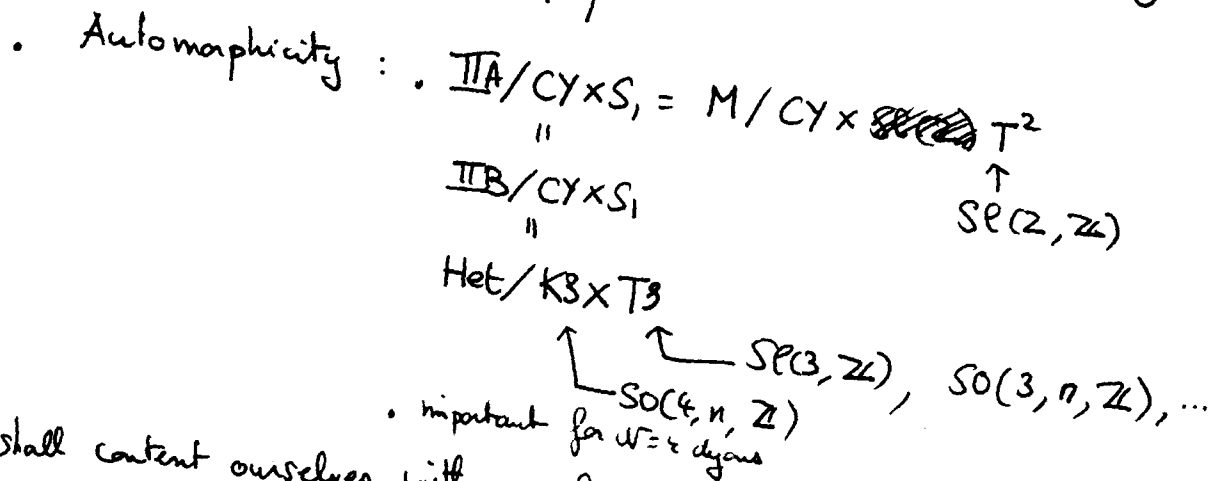 . Automorphicity : . IIA/CY×S₁ = M/CY× T²
"
↑
IIB/CY×S₁
Sl(2,ℤ)
"
Het/K3×T3
Sl(3,ℤ), SO(3,n,ℤ), ...
SO(4,n,ℤ)
. important for N=2 dyons
shall content ourselves with